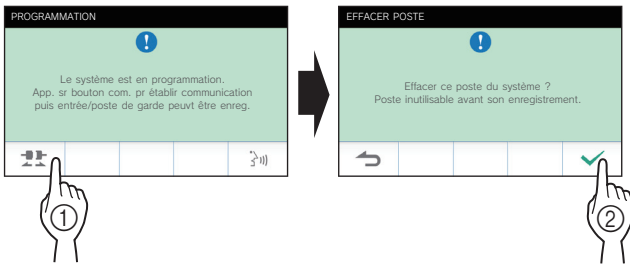 PROGRAMMATION
Le système est en programmation.
App. sr bouton com. pr établir communication
puis entrée/poste de garde peuvt être enreg.
1
EFFACER POSTE
Effacer ce poste du système ?
Poste inutilisable avant son enregistrement.
2